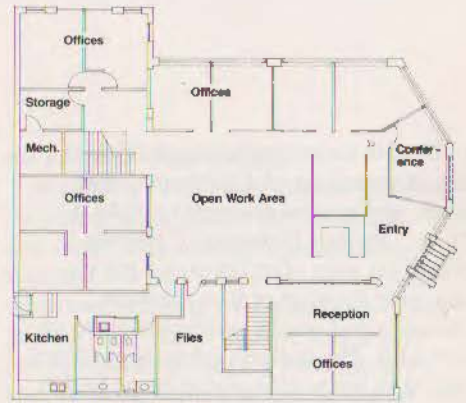 Offices
Offices
Storage
Mech.
Confer-
ence
Offices
Open Work Area
Entry
Reception
Kitchen
Files
Offices